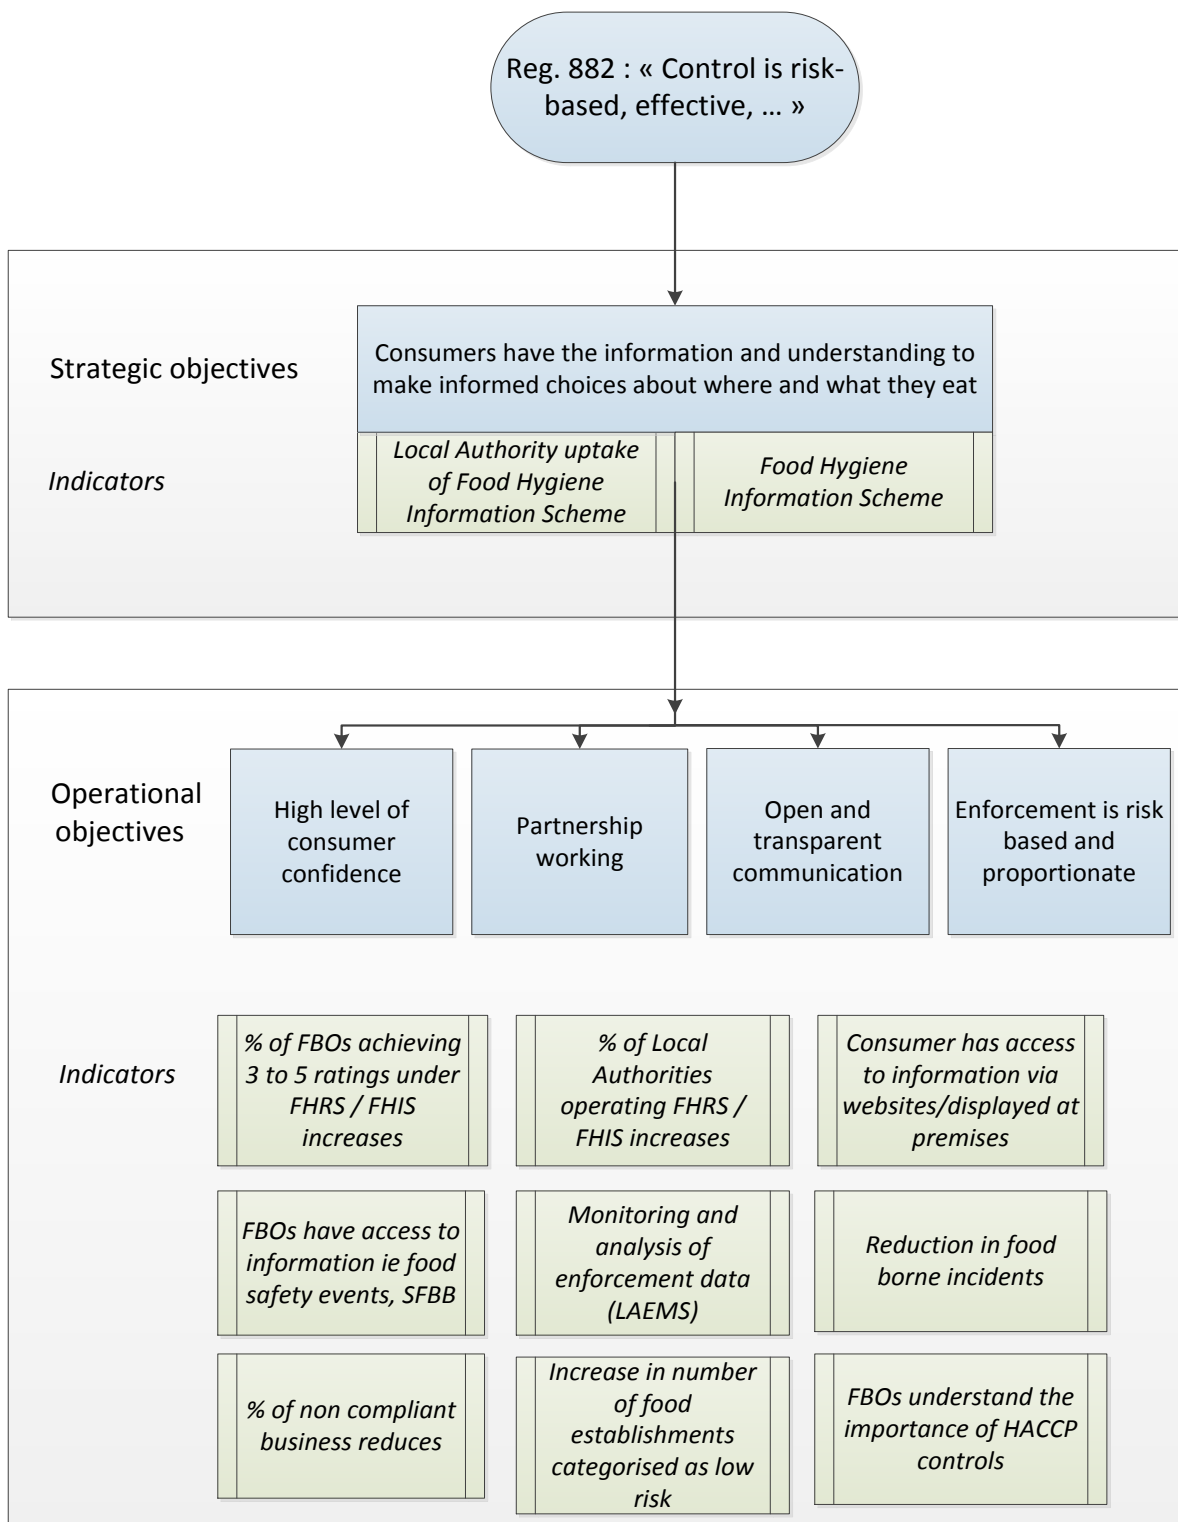 Reg. 882 : « Control is risk-
based, effective, ... »
Strategic objectives
Consumers have the information and understanding to
make informed choices about where and what they eat
Indicators
Local Authority uptake
of Food Hygiene
Information Scheme
Food Hygiene
Information Scheme
Operational
objectives
High level of
consumer
confidence
Partnership
working
Open and
transparent
communication
Enforcement is risk
based and
proportionate
Indicators
% of FBOs achieving
3 to 5 ratings under
FHRS / FHIS
increases
% of Local
Authorities
operating FHRS /
FHIS increases
Consumer has access
to information via
websites/displayed at
premises
FBOs have access to
information ie food
safety events, SFBB
Monitoring and
analysis of
enforcement data
(LAEMS)
Reduction in food
borne incidents
% of non compliant
business reduces
Increase in number
of food
establishments
categorised as low
risk
FBOs understand the
importance of HACCP
controls